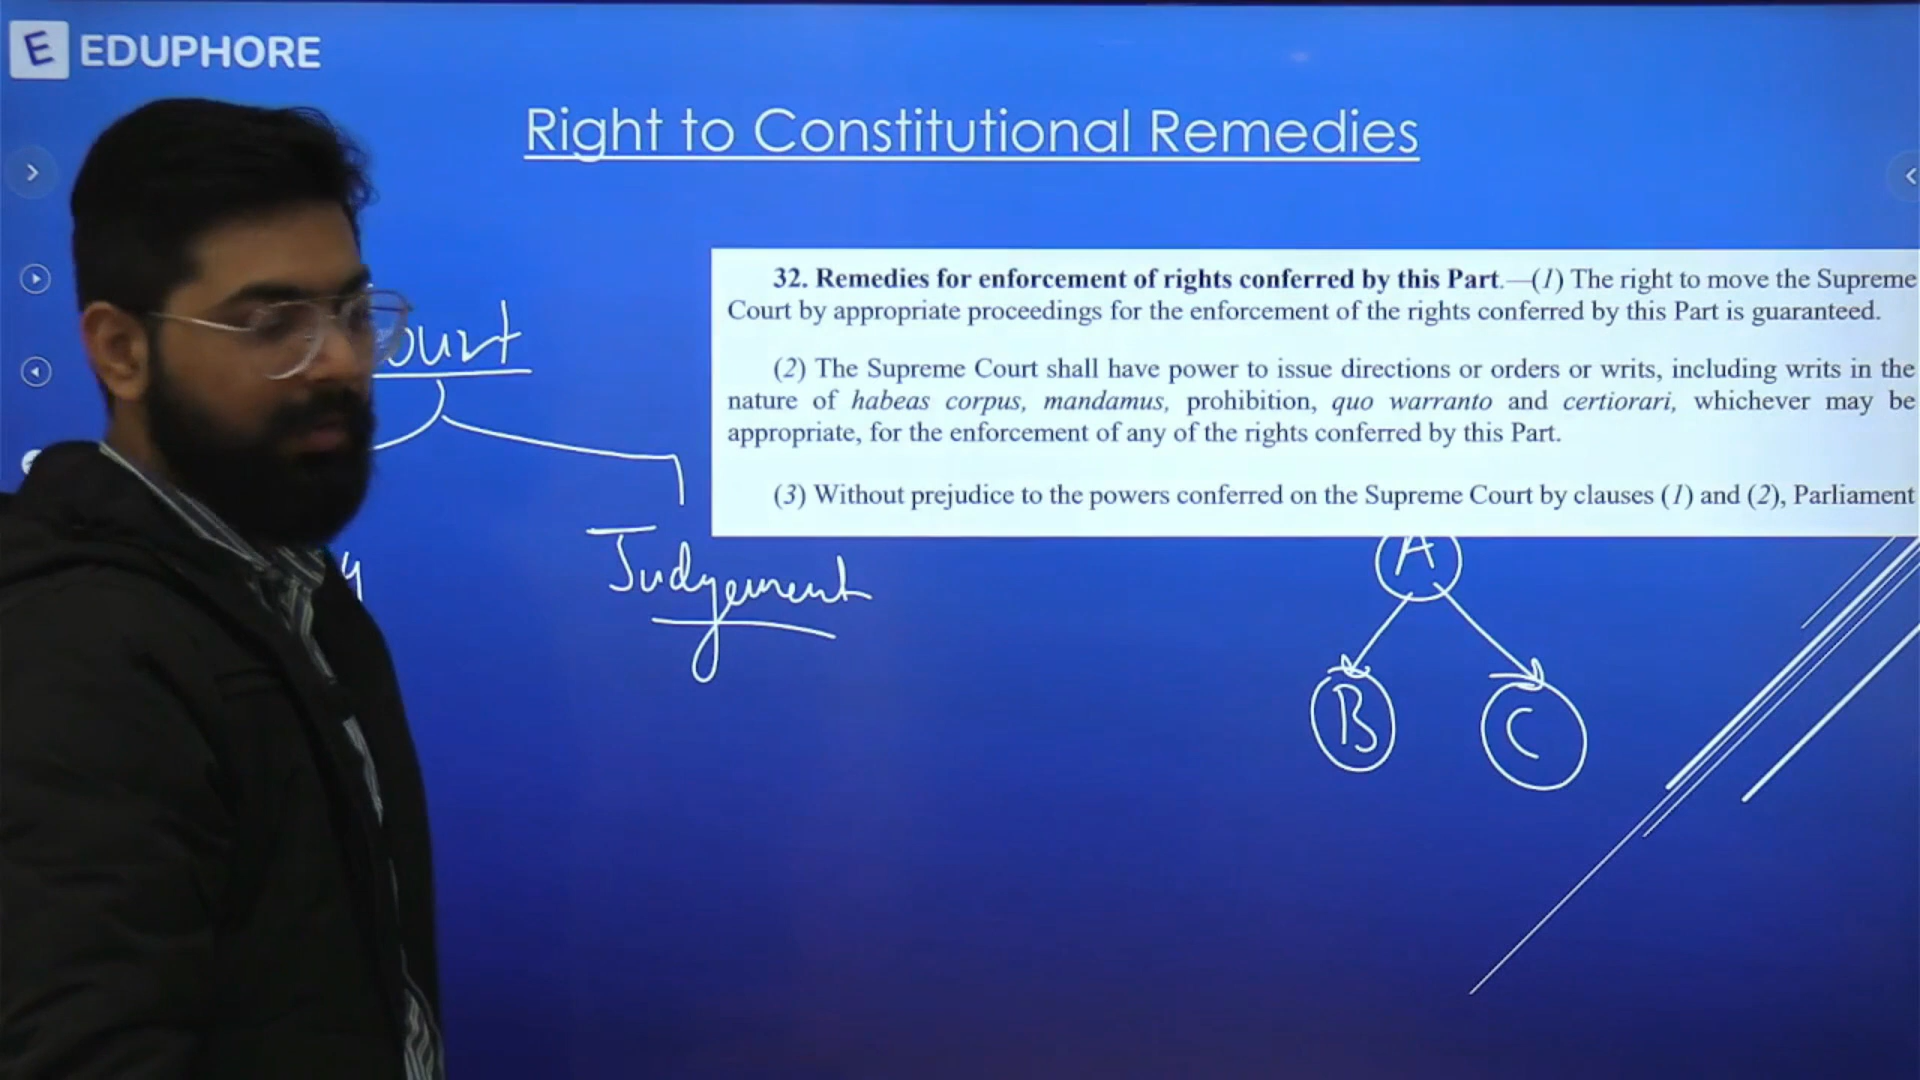 E EDUPHORE
Right to Constitutional Remedies
32. Remedies for enforcement of rights conferred by this Part.—(1) The right to move the Supreme
Court by appropriate proceedings for the enforcement of the rights conferred by this Part is guaranteed.
(2) The Supreme Court shall have power to issue directions or orders or writs, including writs in the
nature of habeas corpus, mandamus, prohibition, quo warranto and certiorari, whichever may be
appropriate, for the enforcement of any of the rights conferred by this Part.
(3) Without prejudice to the powers conferred on the Supreme Court by clauses (1) and (2), Parliament
Judgement
A
B
C